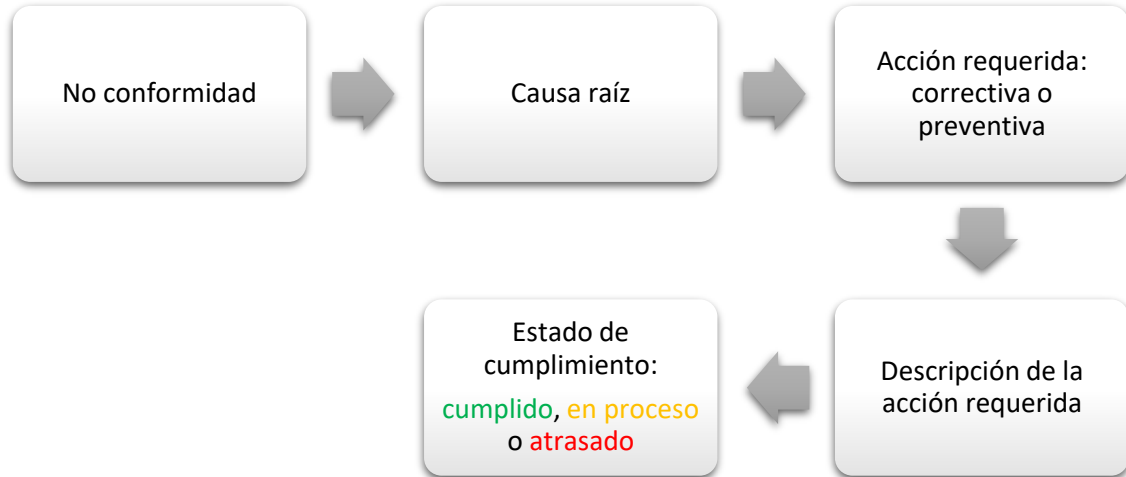 No conformidad
Causa raíz
Acción requerida:
correctiva o
preventiva
Descripción de la
acción requerida
Estado de
cumplimiento:
cumplido, en proceso
o atrasado